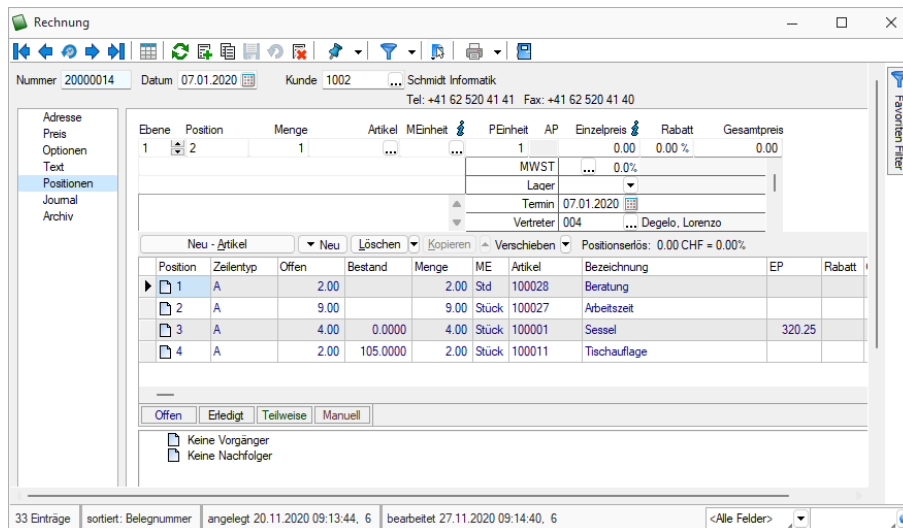 Rechnung
Nummer 20000014 Datum 07.01.2020 Kunde 1002 ... Schmidt Informatik
Tel: +41 62 520 41 41 Fax: +41 62 520 41 40
Favoriten Filter
Adresse
Preis
Optionen
Text
Positionen
Journal
Archiv
Ebene Position Menge Artikel MEinheit PEinheit AP Einzelpreis Rabatt Gesamtpreis
1 2 1 ... ... 1 0.00 0.00 % 0.00
MWST ... 0.0%
Lager
Termin 07.01.2020
Vertreter 004 ... Degelo, Lorenzo
Neu - Artikel Neu Löschen Kopieren Verschieben Positionserlös: 0.00 CHF = 0.00%
Position Zeilentyp Offen Bestand Menge ME Artikel Bezeichnung EP Rabatt
1 A 2.00 2.00 Std 100028 Beratung
2 A 9.00 9.00 Stück 100027 Arbeitszeit
3 A 4.00 0.0000 4.00 Stück 100001 Sessel 320.25
4 A 2.00 105.0000 2.00 Stück 100011 Tischauflage
Offen Erledigt Teilweise Manuell
Keine Vorgänger
Keine Nachfolger
33 Einträge sortiert: Belegnummer angelegt 20.11.2020 09:13:44, 6 bearbeitet 27.11.2020 09:14:40, 6 <Alle Felder>